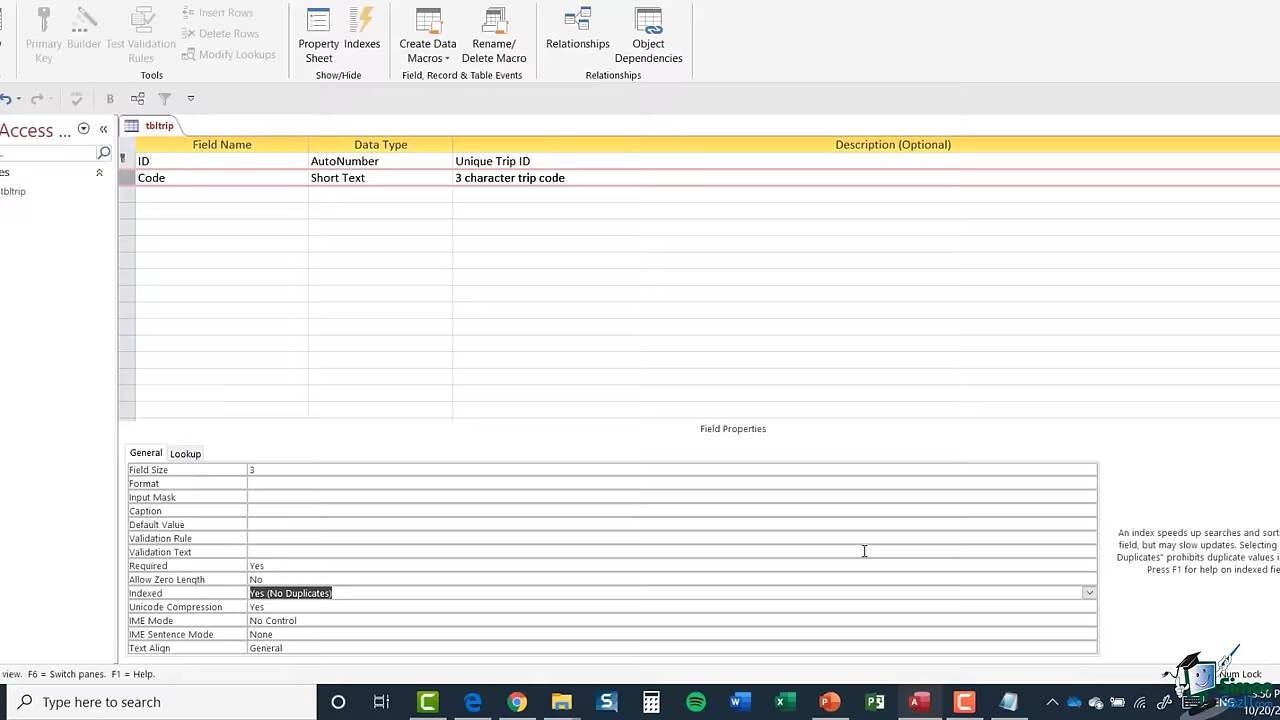 Primary Key
Builder
Test Validation Rules
Insert Rows
Delete Rows
Modify Lookups
Property Sheet
Indexes
Create Data Macros
Rename/ Delete Macro
Relationships
Object Dependencies
Tools
Show/Hide
Field, Record & Table Events
Relationships
B
Access ...
tbltrip
Field Name Data Type Description (Optional)
ID AutoNumber Unique Trip ID
Code Short Text 3 character trip code
es
tbltrip
Field Properties
General Lookup
Field Size 3
Format
Input Mask
Caption
Default Value
Validation Rule
Validation Text
Required Yes
Allow Zero Length No
Indexed Yes (No Duplicates)
Unicode Compression Yes
IME Mode No Control
IME Sentence Mode None
Text Align General
An index speeds up searches and sort
field, but may slow updates. Selecting
Duplicates" prohibits duplicate values i
Press F1 for help on indexed fie
view. F6 = Switch panes. F1 = Help.
Num Lock
Type here to search
ENG
10/20/2